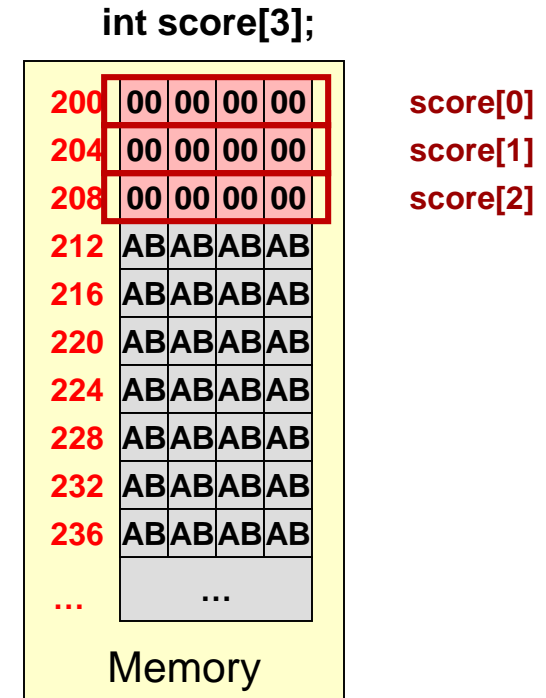 int score[3];
200 00 00 00 00 score[0]
204 00 00 00 00 score[1]
208 00 00 00 00 score[2]
212 AB AB AB AB
216 AB AB AB AB
220 AB AB AB AB
224 AB AB AB AB
228 AB AB AB AB
232 AB AB AB AB
236 AB AB AB AB
… …
Memory